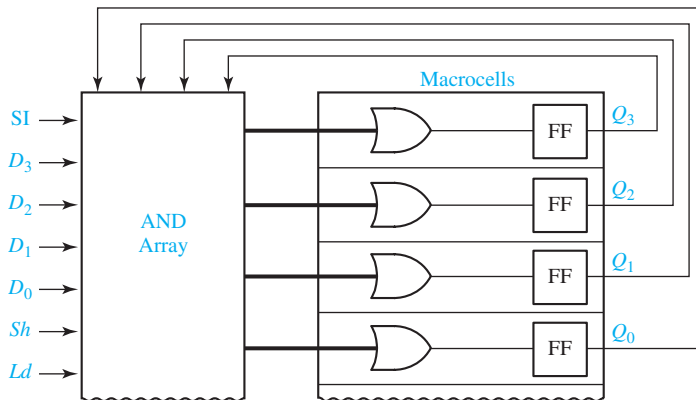 Macrocells
SI
D3
D2
D1
D0
Sh
Ld
AND
Array
FF
Q3
FF
Q2
FF
Q1
FF
Q0